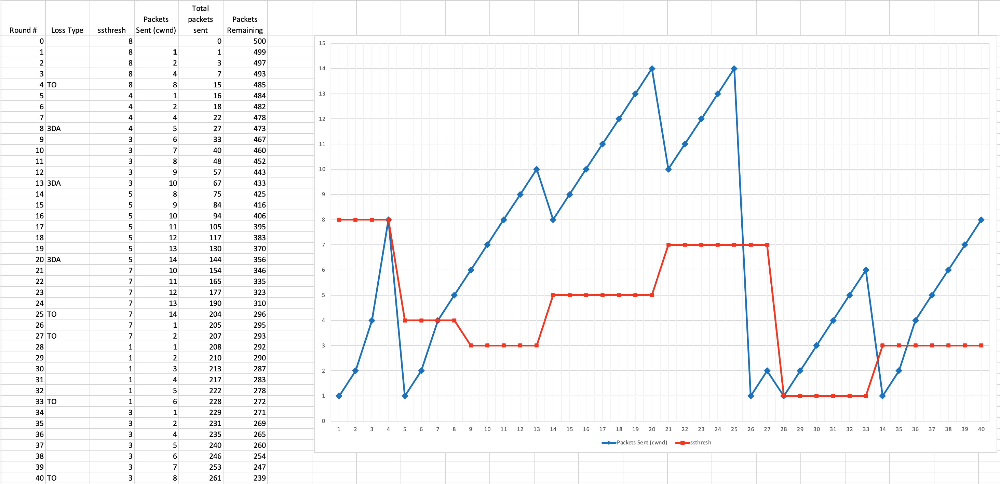 Round # Loss Type ssthresh Packets Sent (cwnd) Total packets sent Packets Remaining
0 8 0 500
1 8 1 1 499
2 8 2 3 497
3 8 4 7 493
4 TO 8 8 15 485
5 4 1 16 484
6 4 2 18 482
7 4 4 22 478
8 3DA 4 5 27 473
9 3 6 33 467
10 3 7 40 460
11 3 8 48 452
12 3 9 57 443
13 3DA 3 10 67 433
14 5 8 75 425
15 5 9 84 416
16 5 10 94 406
17 5 11 105 395
18 5 12 117 383
19 5 13 130 370
20 3DA 5 14 144 356
21 7 10 154 346
22 7 11 165 335
23 7 12 177 323
24 7 13 190 310
25 TO 7 14 204 296
26 7 1 205 295
27 TO 7 2 207 293
28 1 1 208 292
29 1 2 210 290
30 1 3 213 287
31 1 4 217 283
32 1 5 222 278
33 TO 1 6 228 272
34 3 1 229 271
35 3 2 231 269
36 3 4 235 265
37 3 5 240 260
38 3 6 246 254
39 3 7 253 247
40 TO 3 8 261 239
15
14
13
12
11
10
9
8
7
6
5
4
3
2
1
0
1 2 3 4 5 6 7 8 9 10 11 12 13 14 15 16 17 18 19 20 21 22 23 24 25 26 27 28 29 30 31 32 33 34 35 36 37 38 39 40
Packets Sent (cwnd) ssthresh